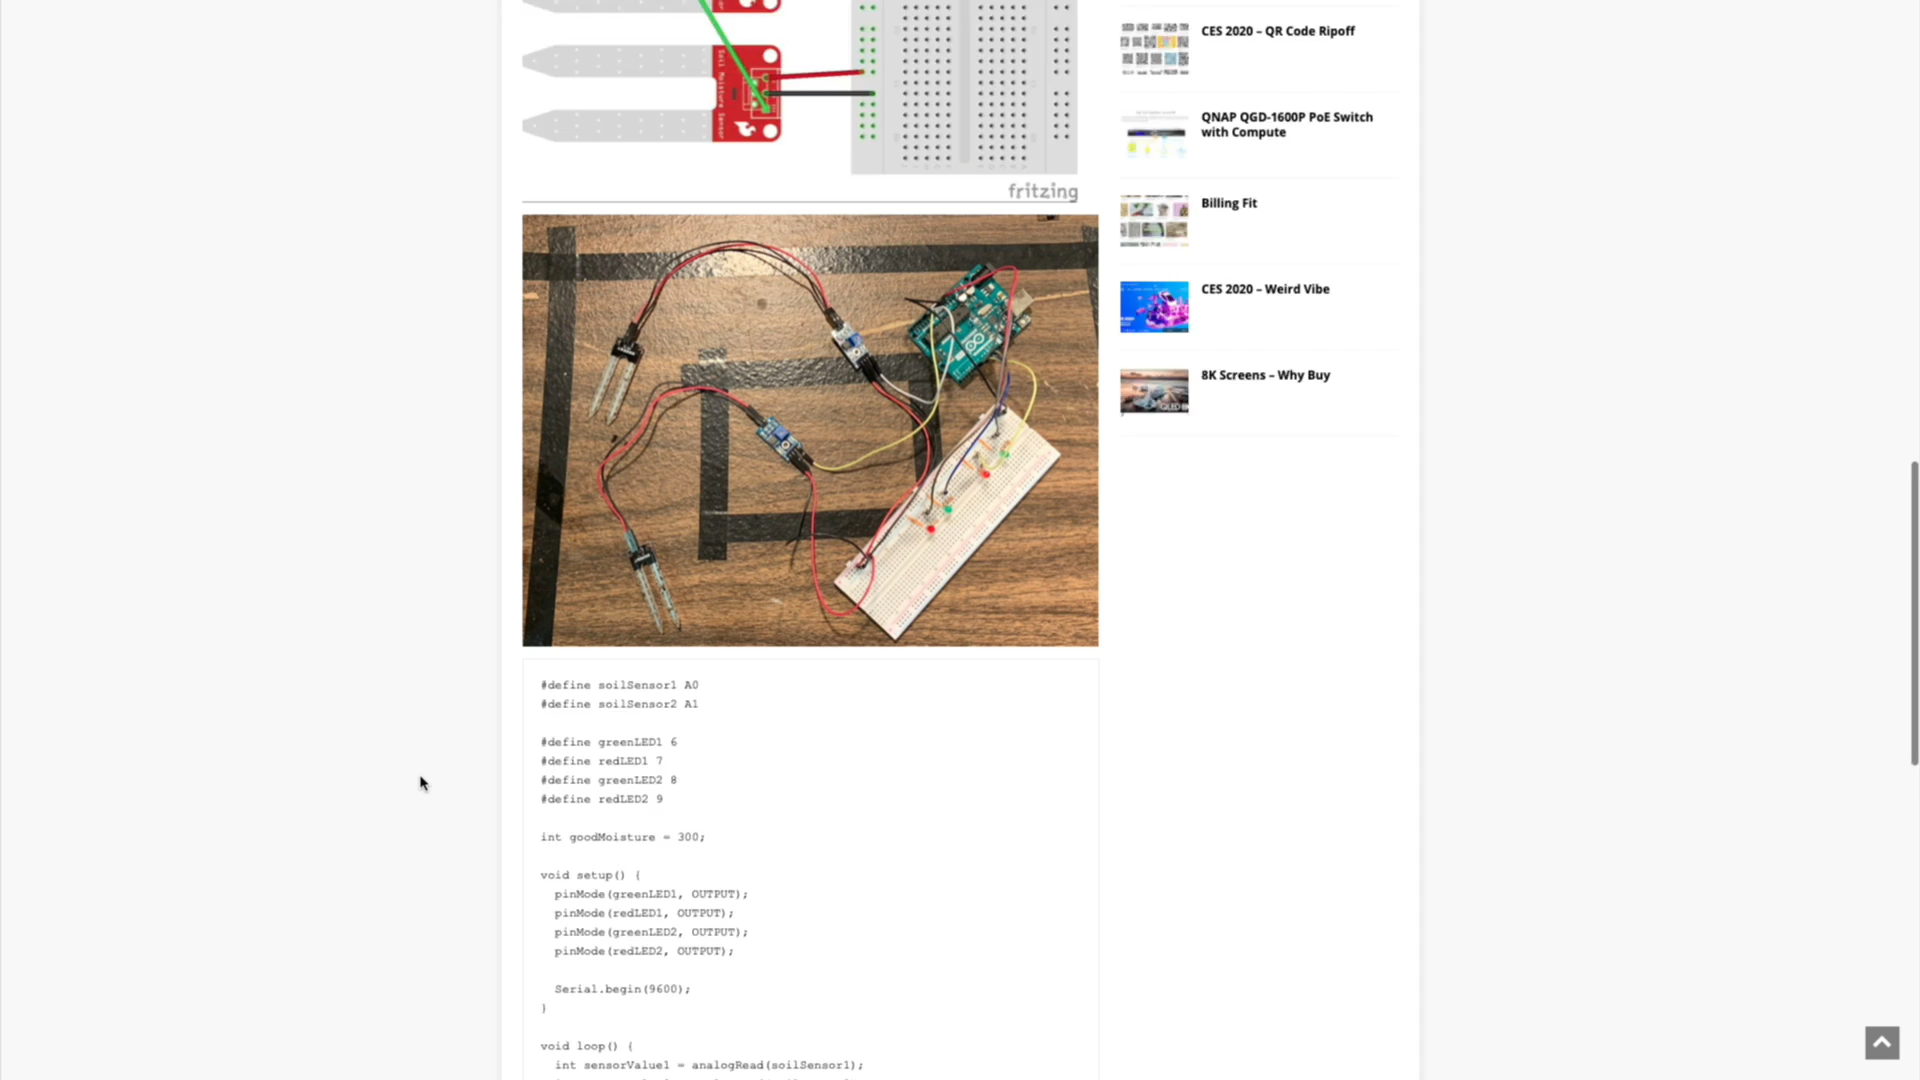 Soil Moisture Sensor
fritzing
#define soilSensor1 A0
#define soilSensor2 A1
#define greenLED1 6
#define redLED1 7
#define greenLED2 8
#define redLED2 9
int goodMoisture = 300;
void setup() {
pinMode(greenLED1, OUTPUT);
pinMode(redLED1, OUTPUT);
pinMode(greenLED2, OUTPUT);
pinMode(redLED2, OUTPUT);
Serial.begin(9600);
}
void loop() {
int sensorValue1 = analogRead(soilSensor1);
CES 2020 – QR Code Ripoff
QNAP QGD-1600P PoE Switch
with Compute
Billing Fit
CES 2020 – Weird Vibe
8K Screens – Why Buy